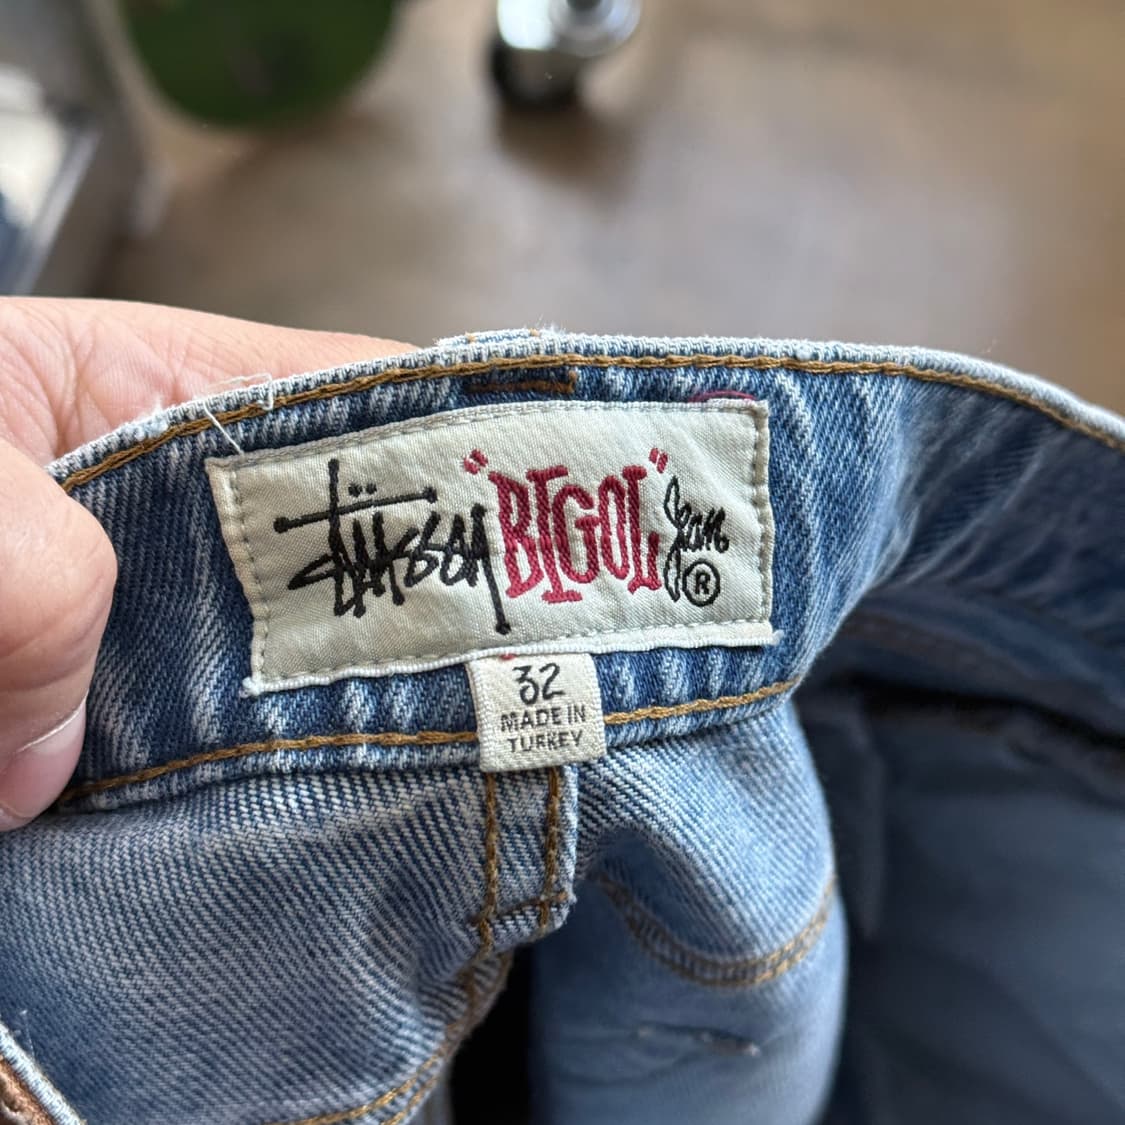 Stüssy "BIGOL" Jean ®
32
MADE IN
TURKEY